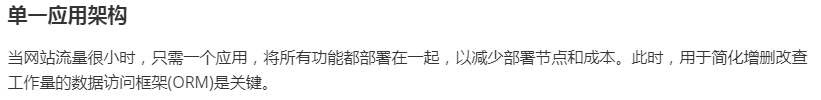 单一应用架构
当网站流量很小时，只需一个应用，将所有功能都部署在一起，以减少部署节点和成本。此时，用于简化增删改查
工作量的数据访问框架(ORM)是关键。